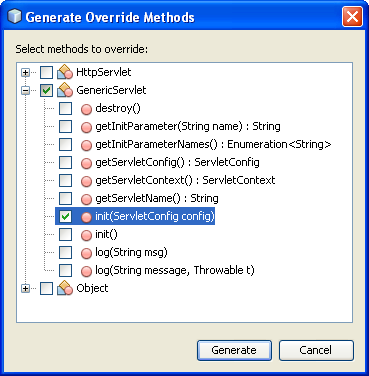 Generate Override Methods
Select methods to override:
HttpServlet
GenericServlet
destroy()
getInitParameter(String name) : String
getInitParameterNames() : Enumeration<String>
getServletConfig() : ServletConfig
getServletContext() : ServletContext
getServletName() : String
init(ServletConfig config)
init()
log(String msg)
log(String message, Throwable t)
Object
Generate Cancel